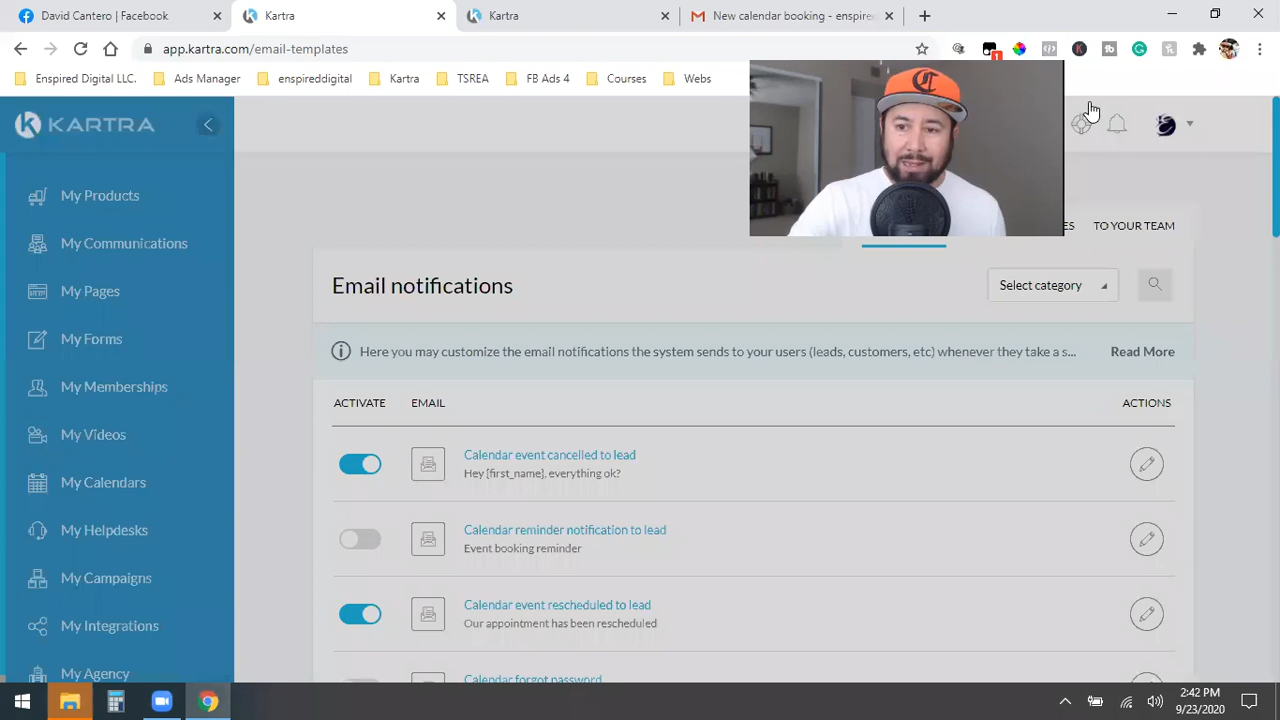 David Cantero | Facebook
Kartra
Kartra
New calendar booking - enspired
app.kartra.com/email-templates
1
Enspired Digital LLC.
Ads Manager
enspireddigital
Kartra
TSREA
FB Ads 4
Courses
Webs
KARTRA
My Products
My Communications
My Pages
My Forms
My Memberships
My Videos
My Calendars
My Helpdesks
My Campaigns
My Integrations
My Agency
TO YOUR TEAM
Email notifications
Select category
Here you may customize the email notifications the system sends to your users (leads, customers, etc) whenever they take a s...
Read More
ACTIVATE EMAIL ACTIONS
Calendar event cancelled to lead
Hey {first_name}, everything ok?
Calendar reminder notification to lead
Event booking reminder
Calendar event rescheduled to lead
Our appointment has been rescheduled
Calendar forgot password
2:42 PM
9/23/2020